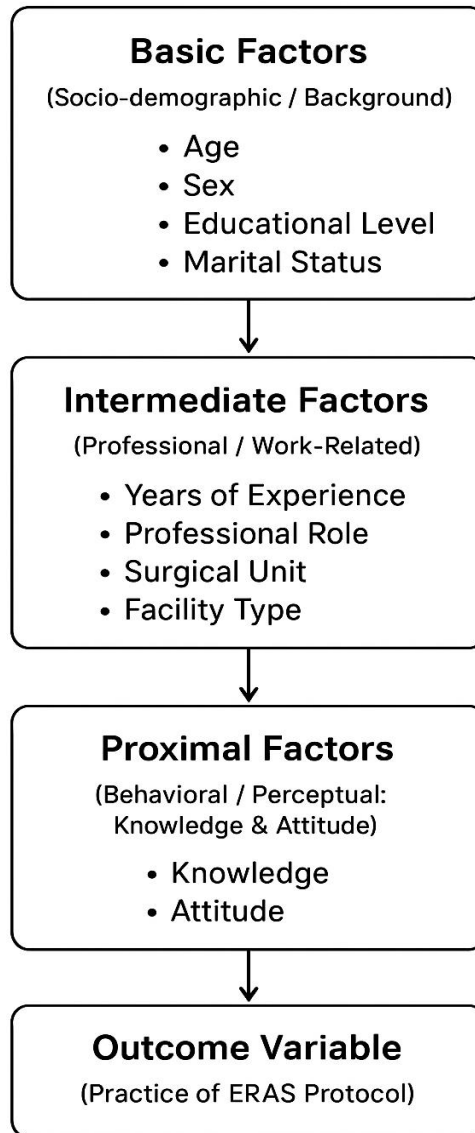 Basic Factors
(Socio-demographic / Background)
• Age
• Sex
• Educational Level
• Marital Status
Intermediate Factors
(Professional / Work-Related)
• Years of Experience
• Professional Role
• Surgical Unit
• Facility Type
Proximal Factors
(Behavioral / Perceptual:
Knowledge & Attitude)
• Knowledge
• Attitude
Outcome Variable
(Practice of ERAS Protocol)